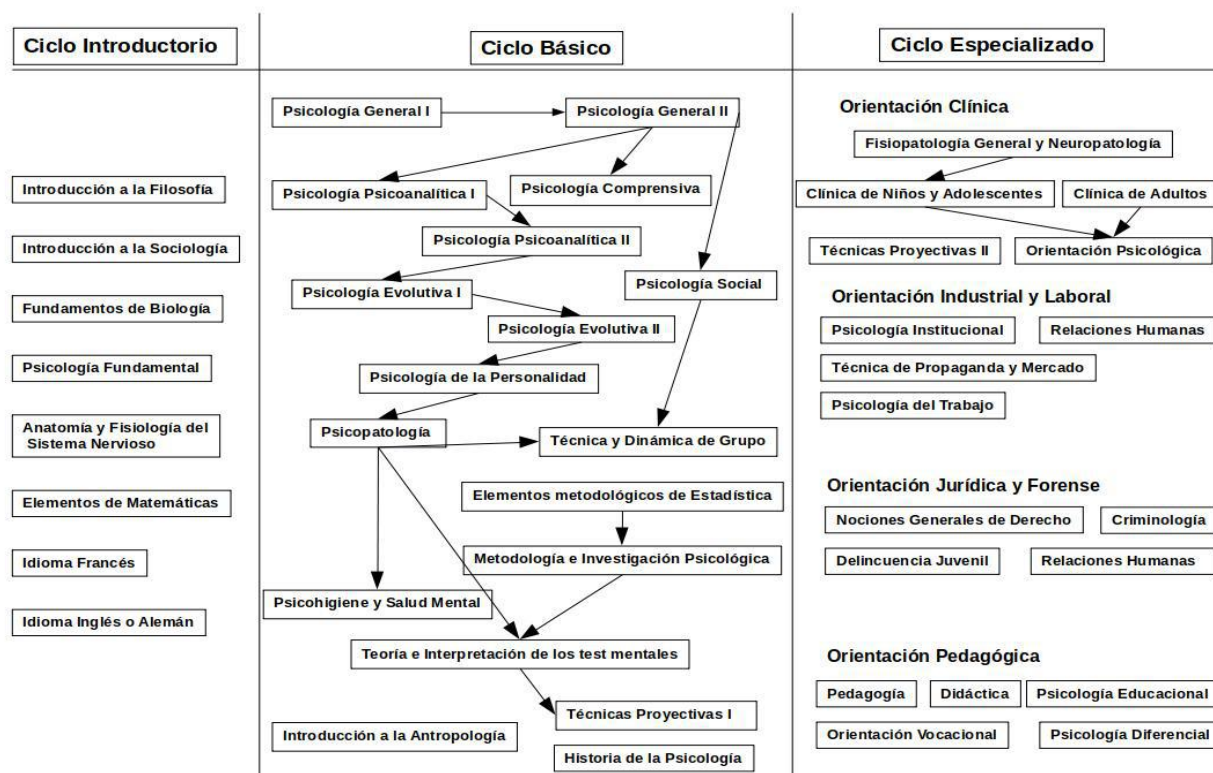 Ciclo Introductorio
Introducción a la Filosofía
Introducción a la Sociología
Fundamentos de Biología
Psicología Fundamental
Anatomía y Fisiología del
Sistema Nervioso
Elementos de Matemáticas
Idioma Francés
Idioma Inglés o Alemán
Ciclo Básico
Psicología General I
Psicología General II
Psicología Psicoanalítica I
Psicología Comprensiva
Psicología Psicoanalítica II
Psicología Social
Psicología Evolutiva I
Psicología Evolutiva II
Psicología de la Personalidad
Psicopatología
Técnica y Dinámica de Grupo
Elementos metodológicos de Estadística
Metodología e Investigación Psicológica
Psicohigiene y Salud Mental
Teoría e Interpretación de los test mentales
Técnicas Proyectivas I
Introducción a la Antropología
Historia de la Psicología
Ciclo Especializado
Orientación Clínica
Fisiopatología General y Neuropatología
Clínica de Niños y Adolescentes
Clínica de Adultos
Técnicas Proyectivas II
Orientación Psicológica
Orientación Industrial y Laboral
Psicología Institucional
Relaciones Humanas
Técnica de Propaganda y Mercado
Psicología del Trabajo
Orientación Jurídica y Forense
Nociones Generales de Derecho
Criminología
Delincuencia Juvenil
Relaciones Humanas
Orientación Pedagógica
Pedagogía
Didáctica
Psicología Educacional
Orientación Vocacional
Psicología Diferencial